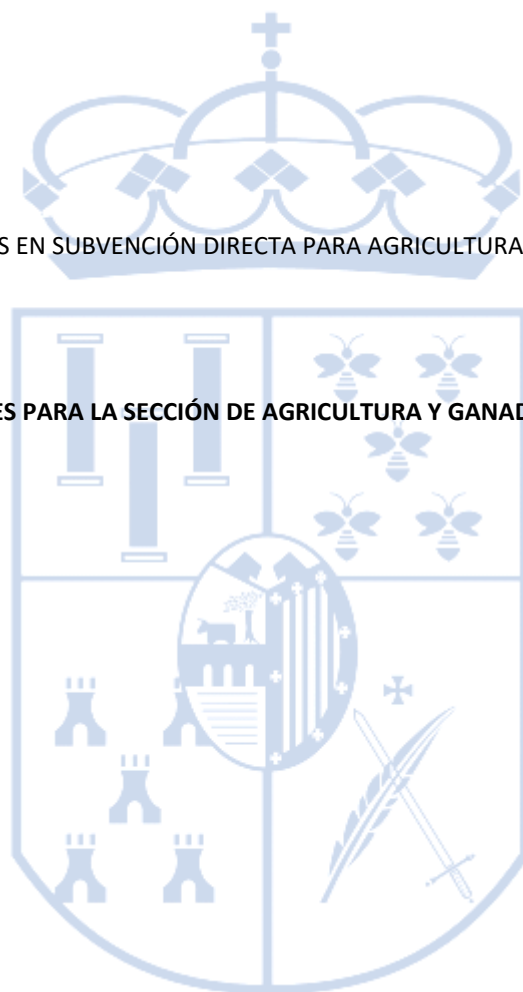 S EN SUBVENCIÓN DIRECTA PARA AGRICULTURA
ES PARA LA SECCIÓN DE AGRICULTURA Y GANAD